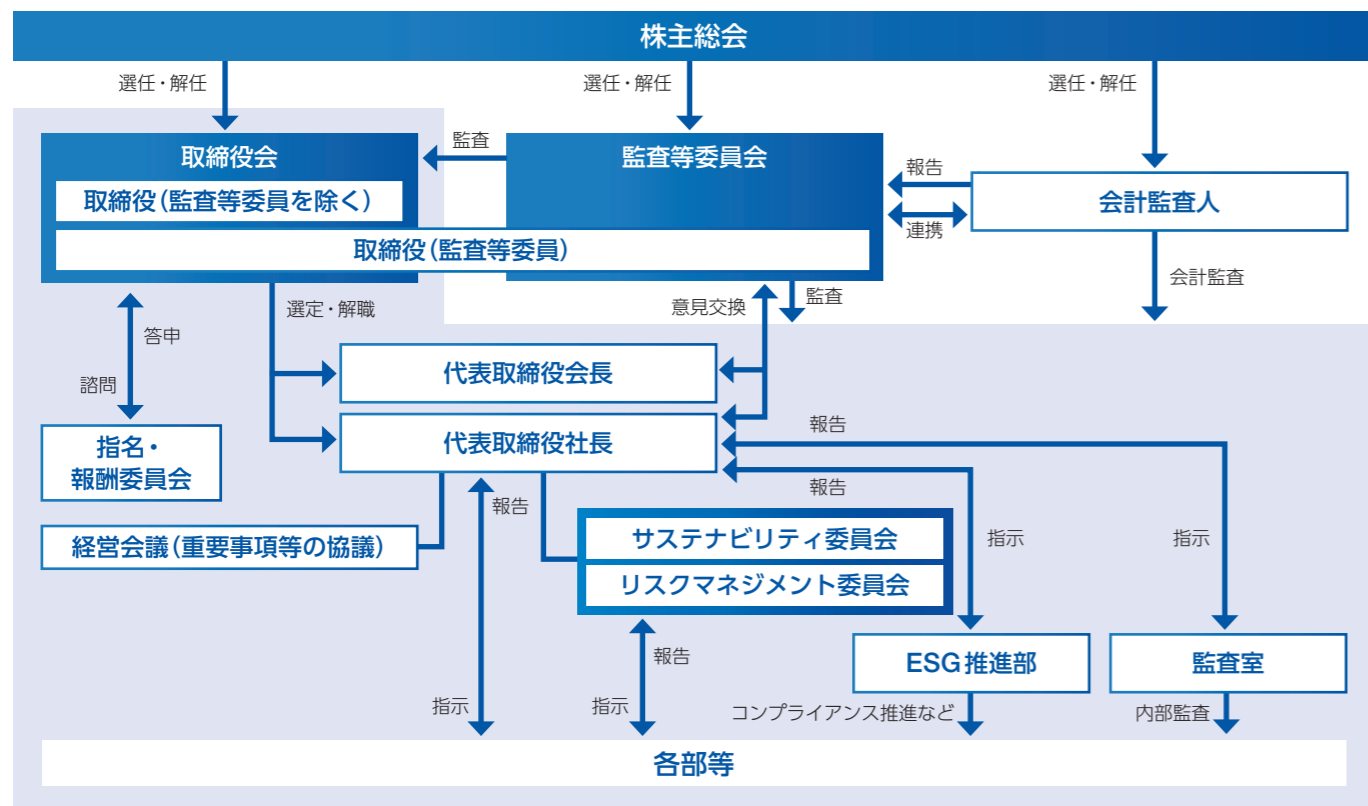 株主総会
選任・解任
選任・解任
選任・解任
取締役会
監査
監査等委員会
報告
会計監査人
取締役（監査等委員を除く）
連携
取締役（監査等委員）
会計監査
選定・解職
意見交換
監査
答申
諮問
代表取締役会長
代表取締役社長
報告
指名・
報酬委員会
報告
報告
経営会議（重要事項等の協議）
サステナビリティ委員会
指示
指示
リスクマネジメント委員会
報告
ESG推進部
監査室
指示
指示
コンプライアンス推進など
内部監査
各部等